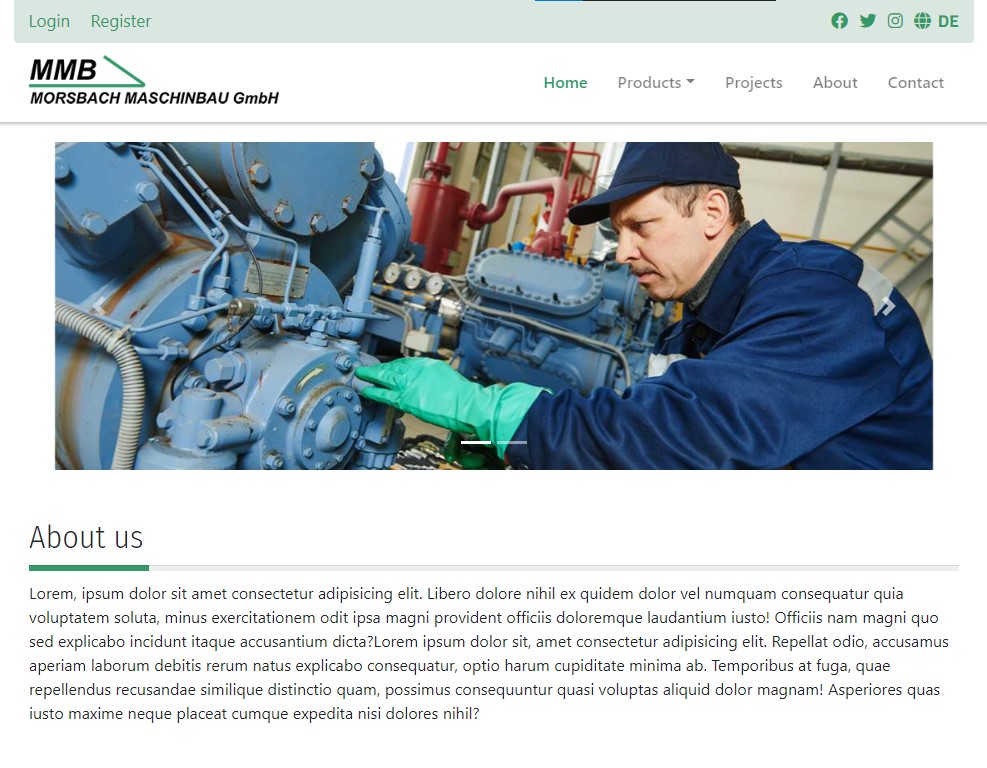 Login Register DE
MMB
MORSBACH MASCHINBAU GmbH
Home Products Projects About Contact
About us
Lorem, ipsum dolor sit amet consectetur adipisicing elit. Libero dolore nihil ex quidem dolor vel numquam consequatur quia
voluptatem soluta, minus exercitationem odit ipsa magni provident officiis doloremque laudantium iusto! Officiis nam magni quo
sed explicabo incidunt itaque accusantium dicta?Lorem ipsum dolor sit, amet consectetur adipisicing elit. Repellat odio, accusamus
aperiam laborum debitis rerum natus explicabo consequatur, optio harum cupiditate minima ab. Temporibus at fuga, quae
repellendus recusandae similique distinctio quam, possimus consequuntur quasi voluptas aliquid dolor magnam! Asperiores quas
iusto maxime neque placeat cumque expedita nisi dolores nihil?